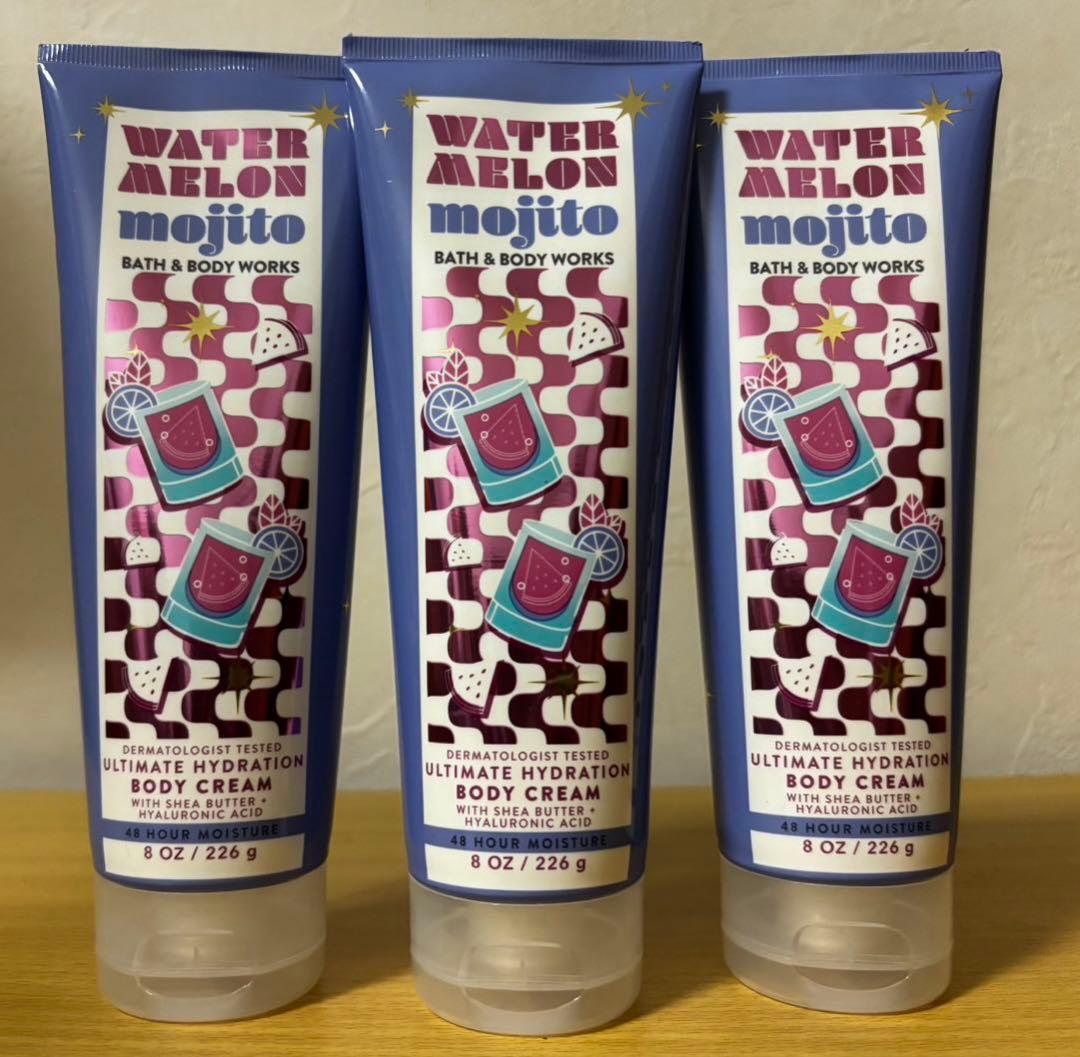 WATER
MELON
mojito
BATH & BODY WORKS
DERMATOLOGIST TESTED
ULTIMATE HYDRATION
BODY CREAM
WITH SHEA BUTTER +
HYALURONIC ACID
48 HOUR MOISTURE
8 OZ / 226 g
WATER
MELON
mojito
BATH & BODY WORKS
DERMATOLOGIST TESTED
ULTIMATE HYDRATION
BODY CREAM
WITH SHEA BUTTER +
HYALURONIC ACID
48 HOUR MOISTURE
8 OZ / 226 g
WATER
MELON
mojito
BATH & BODY WORKS
DERMATOLOGIST TESTED
ULTIMATE HYDRATION
BODY CREAM
WITH SHEA BUTTER +
HYALURONIC ACID
48 HOUR MOISTURE
8 OZ / 226 g